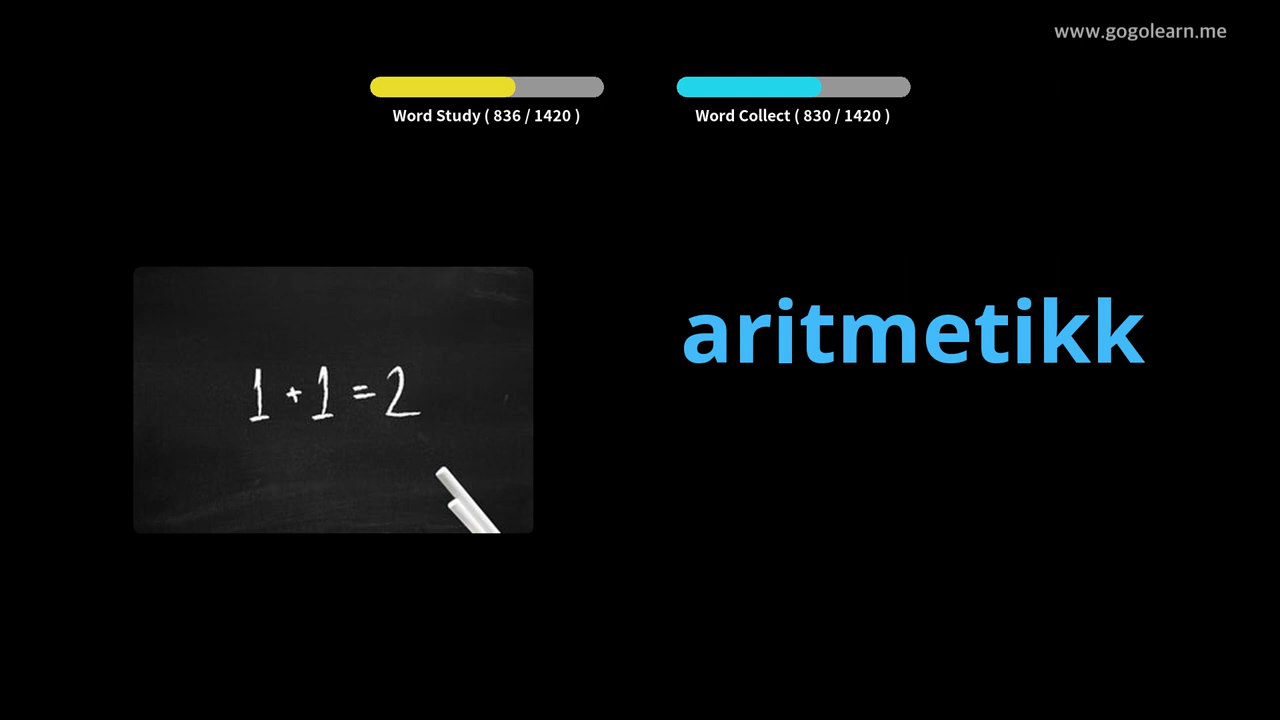 www.gogolearn.me
Word Study ( 836 / 1420 )
Word Collect ( 830 / 1420 )
aritmetikk
1 + 1 = 2